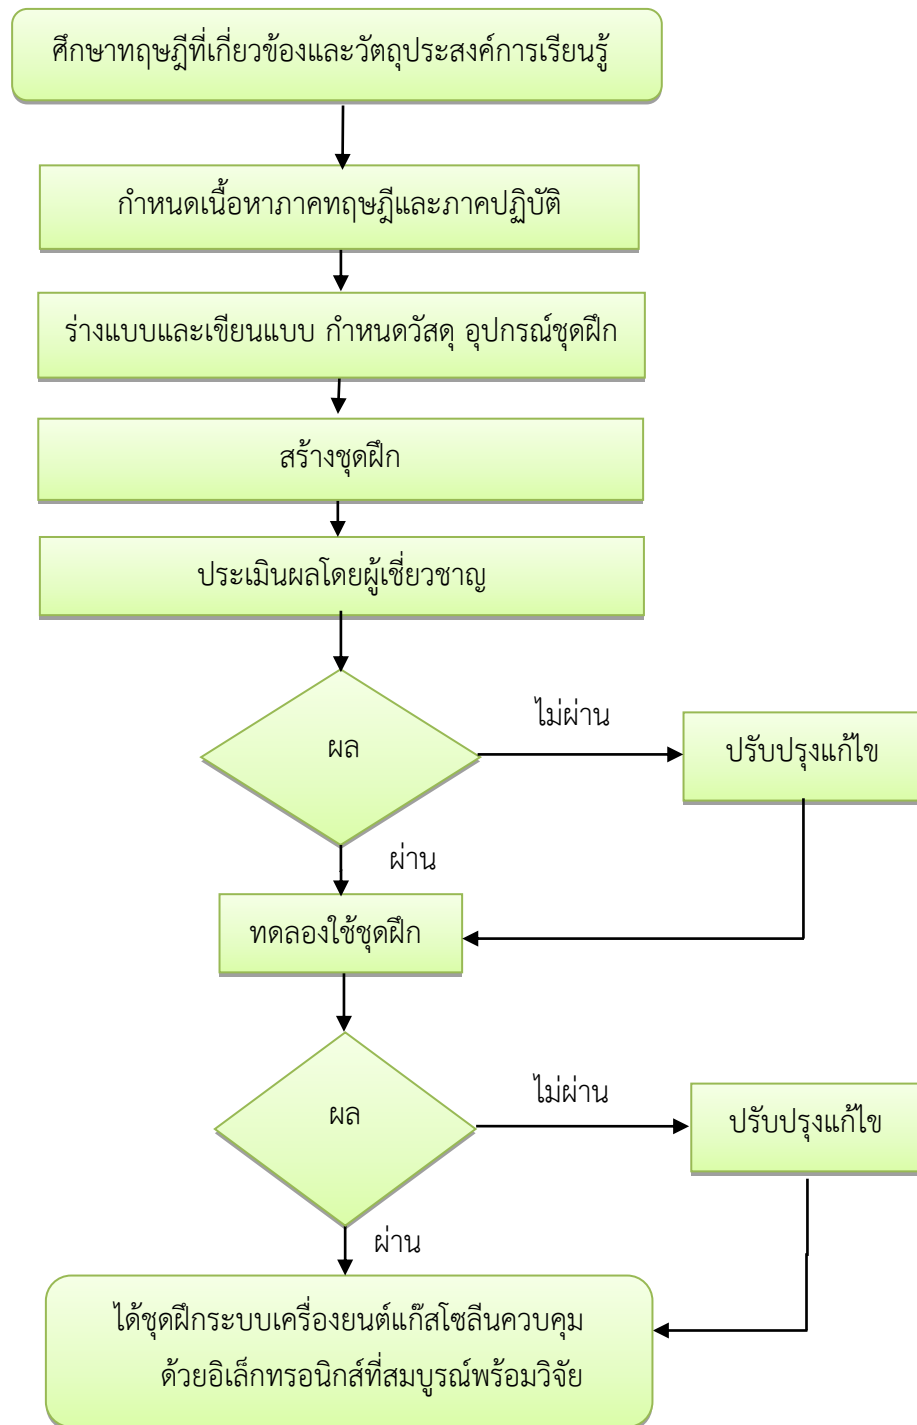 ศึกษาทฤษฎีที่เกี่ยวข้องและวัตถุประสงค์การเรียนรู้
กำหนดเนื้อหาภาคทฤษฎีและภาคปฏิบัติ
ร่างแบบและเขียนแบบ กำหนดวัสดุ อุปกรณ์ชุดฝึก
สร้างชุดฝึก
ประเมินผลโดยผู้เชี่ยวชาญ
ผล
ไม่ผ่าน
ปรับปรุงแก้ไข
ผ่าน
ทดลองใช้ชุดฝึก
ผล
ไม่ผ่าน
ปรับปรุงแก้ไข
ผ่าน
ได้ชุดฝึกระบบเครื่องยนต์แก๊สโซลีนควบคุม
ด้วยอิเล็กทรอนิกส์ที่สมบูรณ์พร้อมวิจัย